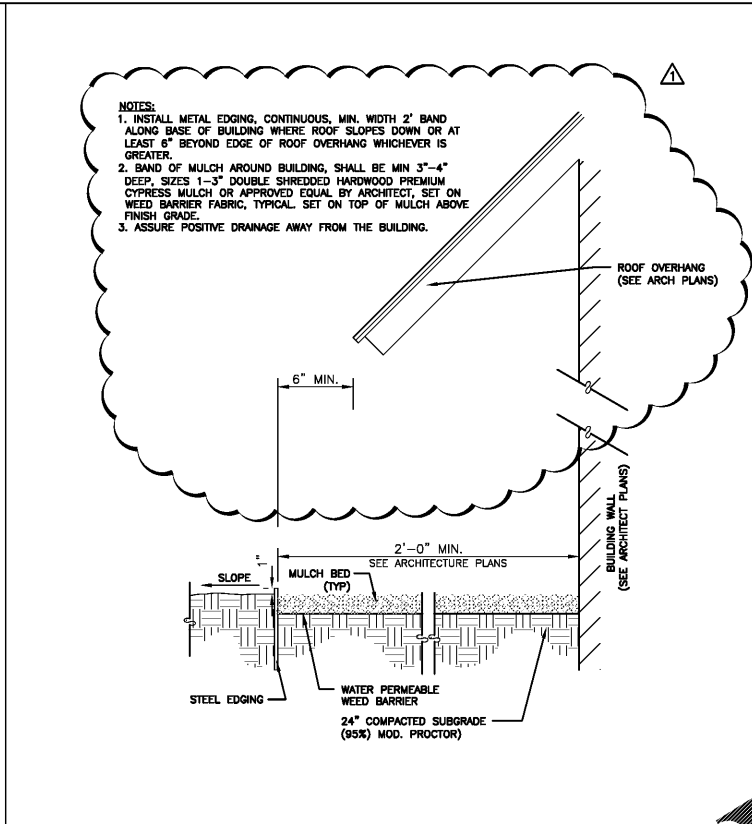 1
NOTES:
1. INSTALL METAL EDGING, CONTINUOUS, MIN. WIDTH 2' BAND
ALONG BASE OF BUILDING WHERE ROOF SLOPES DOWN OR AT
LEAST 6" BEYOND EDGE OF ROOF OVERHANG WHICHEVER IS
GREATER.
2. BAND OF MULCH AROUND BUILDING, SHALL BE MIN 3"-4"
DEEP, SIZES 1-3" DOUBLE SHREDDED HARDWOOD PREMIUM
CYPRESS MULCH OR APPROVED EQUAL BY ARCHITECT, SET ON
WEED BARRIER FABRIC, TYPICAL. SET ON TOP OF MULCH ABOVE
FINISH GRADE.
3. ASSURE POSITIVE DRAINAGE AWAY FROM THE BUILDING.
ROOF OVERHANG
(SEE ARCH PLANS)
6" MIN.
BUILDING WALL
(SEE ARCHITECT PLANS)
2'-0" MIN.
SEE ARCHITECTURE PLANS
1"
SLOPE
MULCH BED
(TYP)
STEEL EDGING
WATER PERMEABLE
WEED BARRIER
24" COMPACTED SUBGRADE
(95%) MOD. PROCTOR)